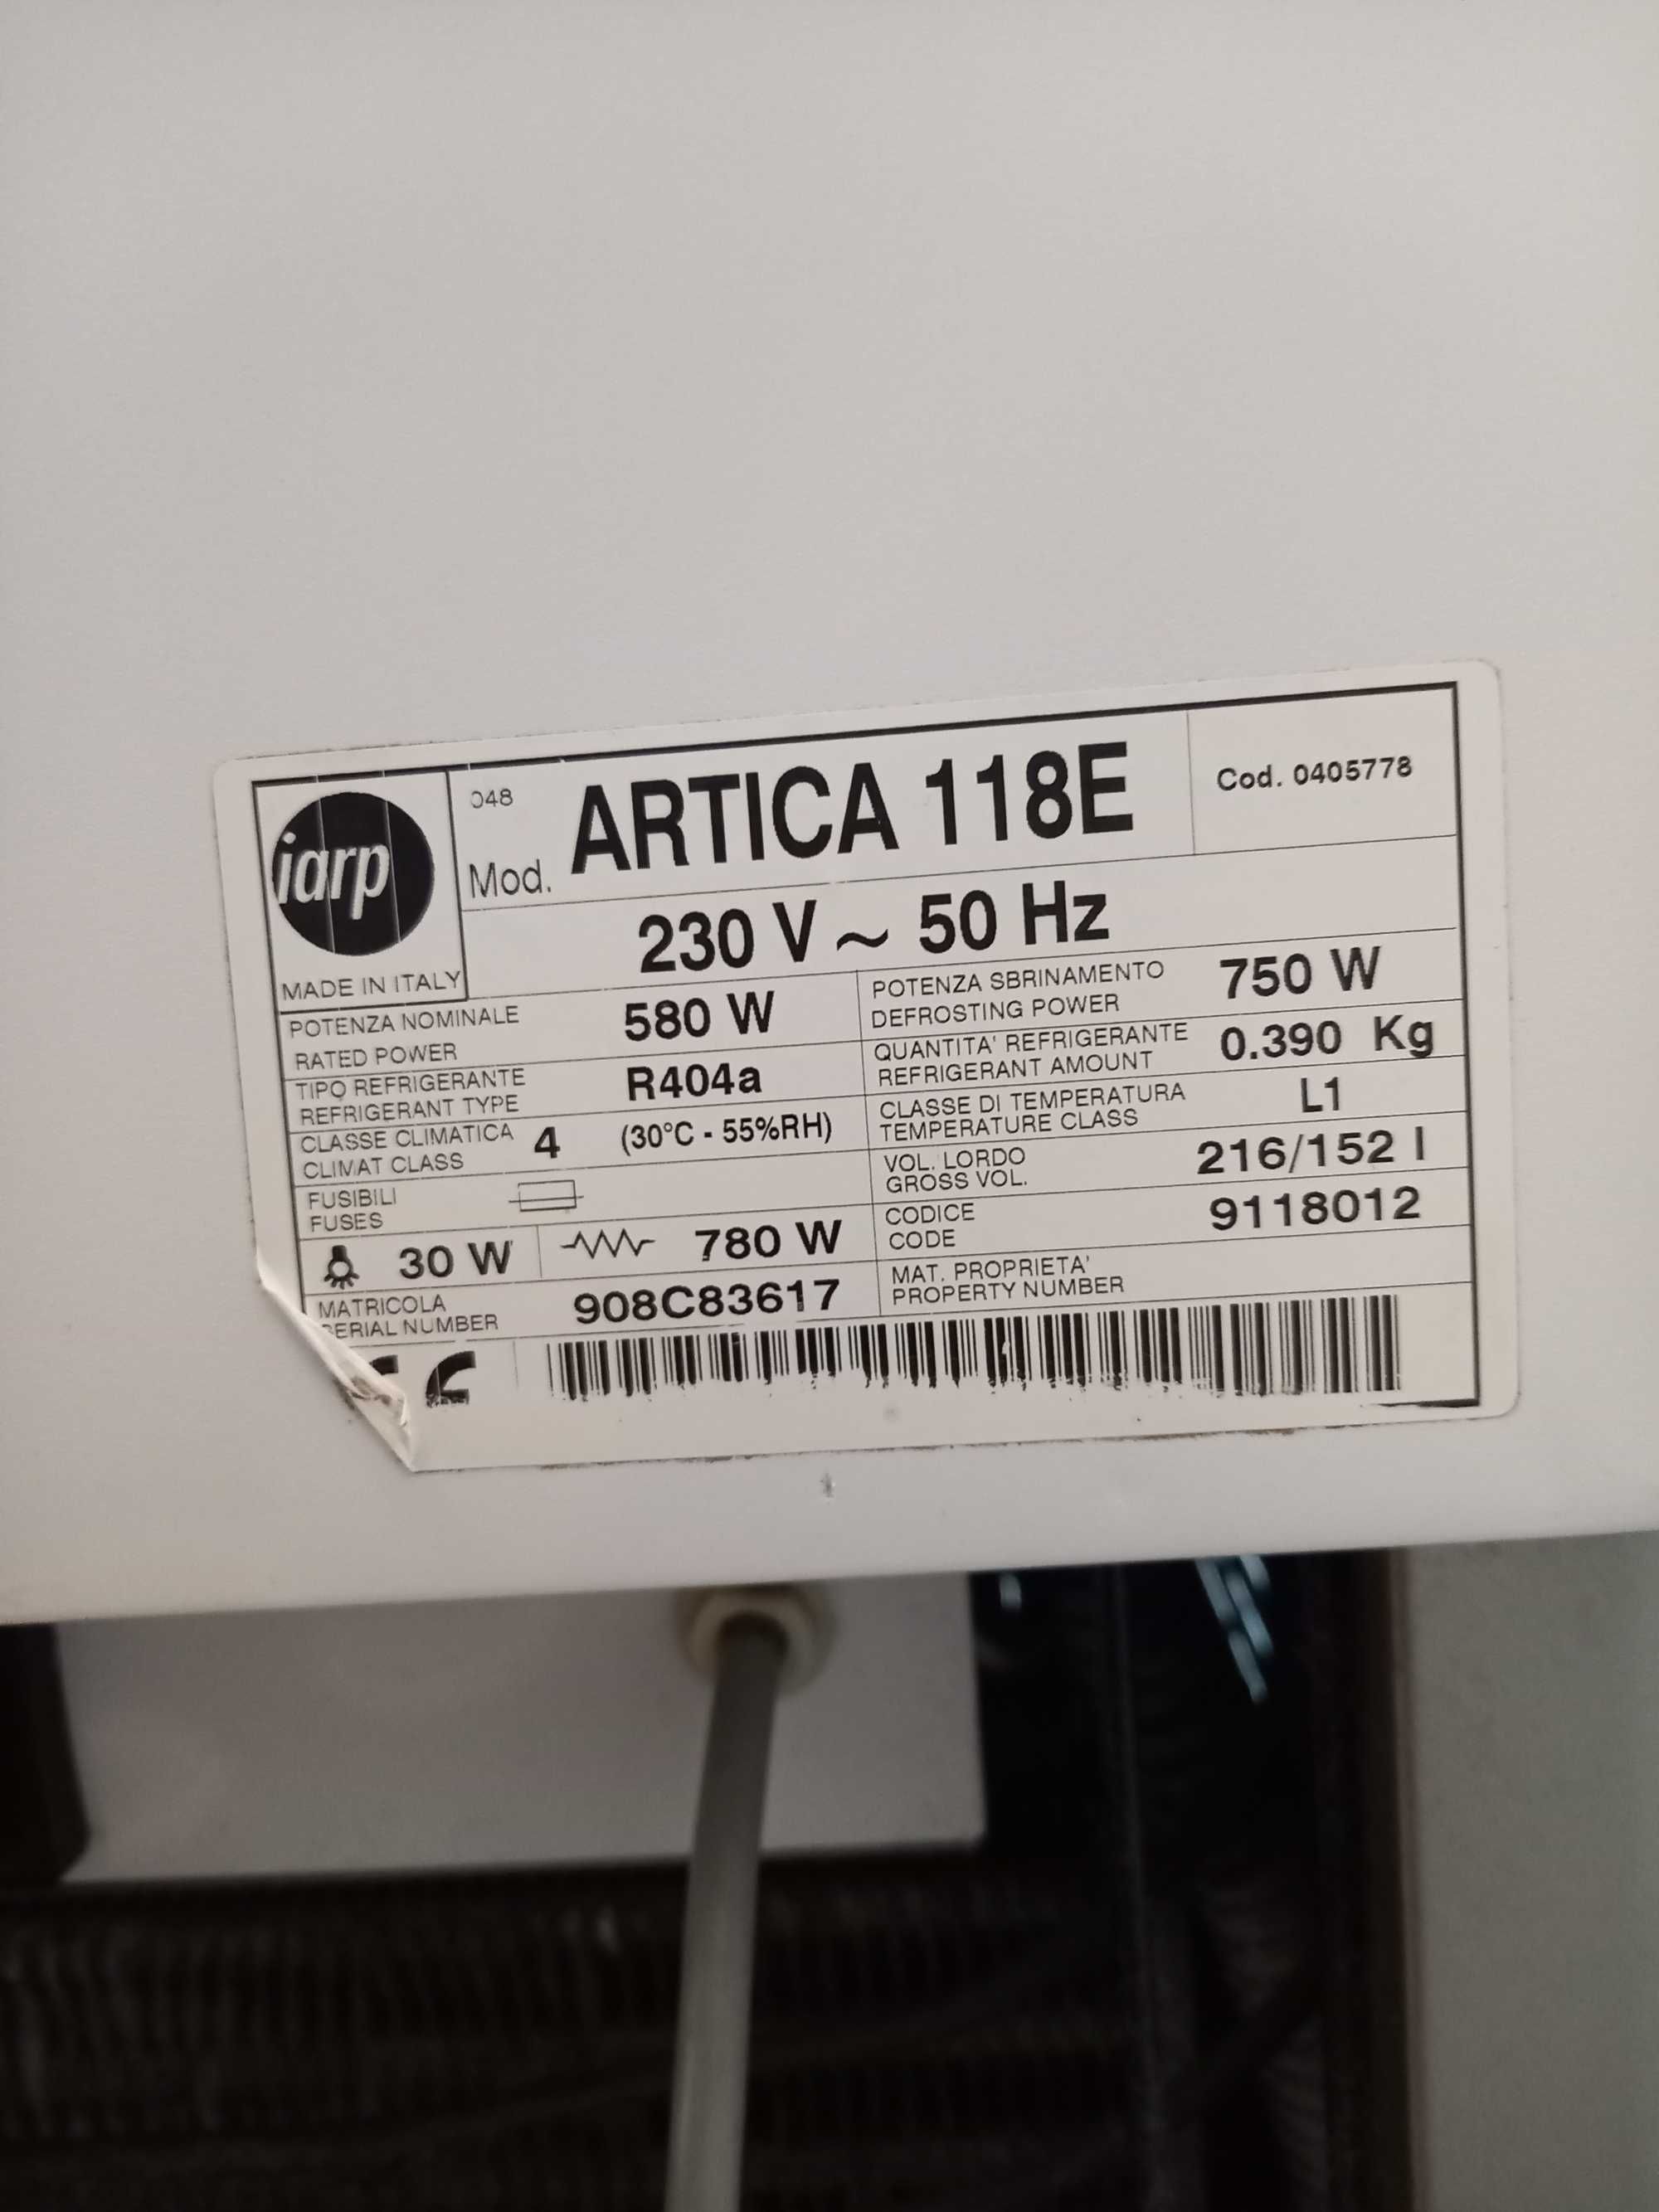 iarp
MADE IN ITALY
048
Mod. ARTICA 118E
Cod. 0405778
230 V ~ 50 Hz
POTENZA NOMINALE
RATED POWER
580 W
POTENZA SBRINAMENTO
DEFROSTING POWER
750 W
TIPO REFRIGERANTE
REFRIGERANT TYPE
R404a
QUANTITA' REFRIGERANTE
REFRIGERANT AMOUNT
0.390 Kg
CLASSE CLIMATICA
CLIMAT CLASS
4 (30°C - 55%RH)
CLASSE DI TEMPERATURA
TEMPERATURE CLASS
L1
FUSIBILI
FUSES
VOL. LORDO
GROSS VOL.
216/152 l
30 W
780 W
CODICE
CODE
9118012
MATRICOLA
SERIAL NUMBER
908C83617
MAT. PROPRIETA'
PROPERTY NUMBER
CE